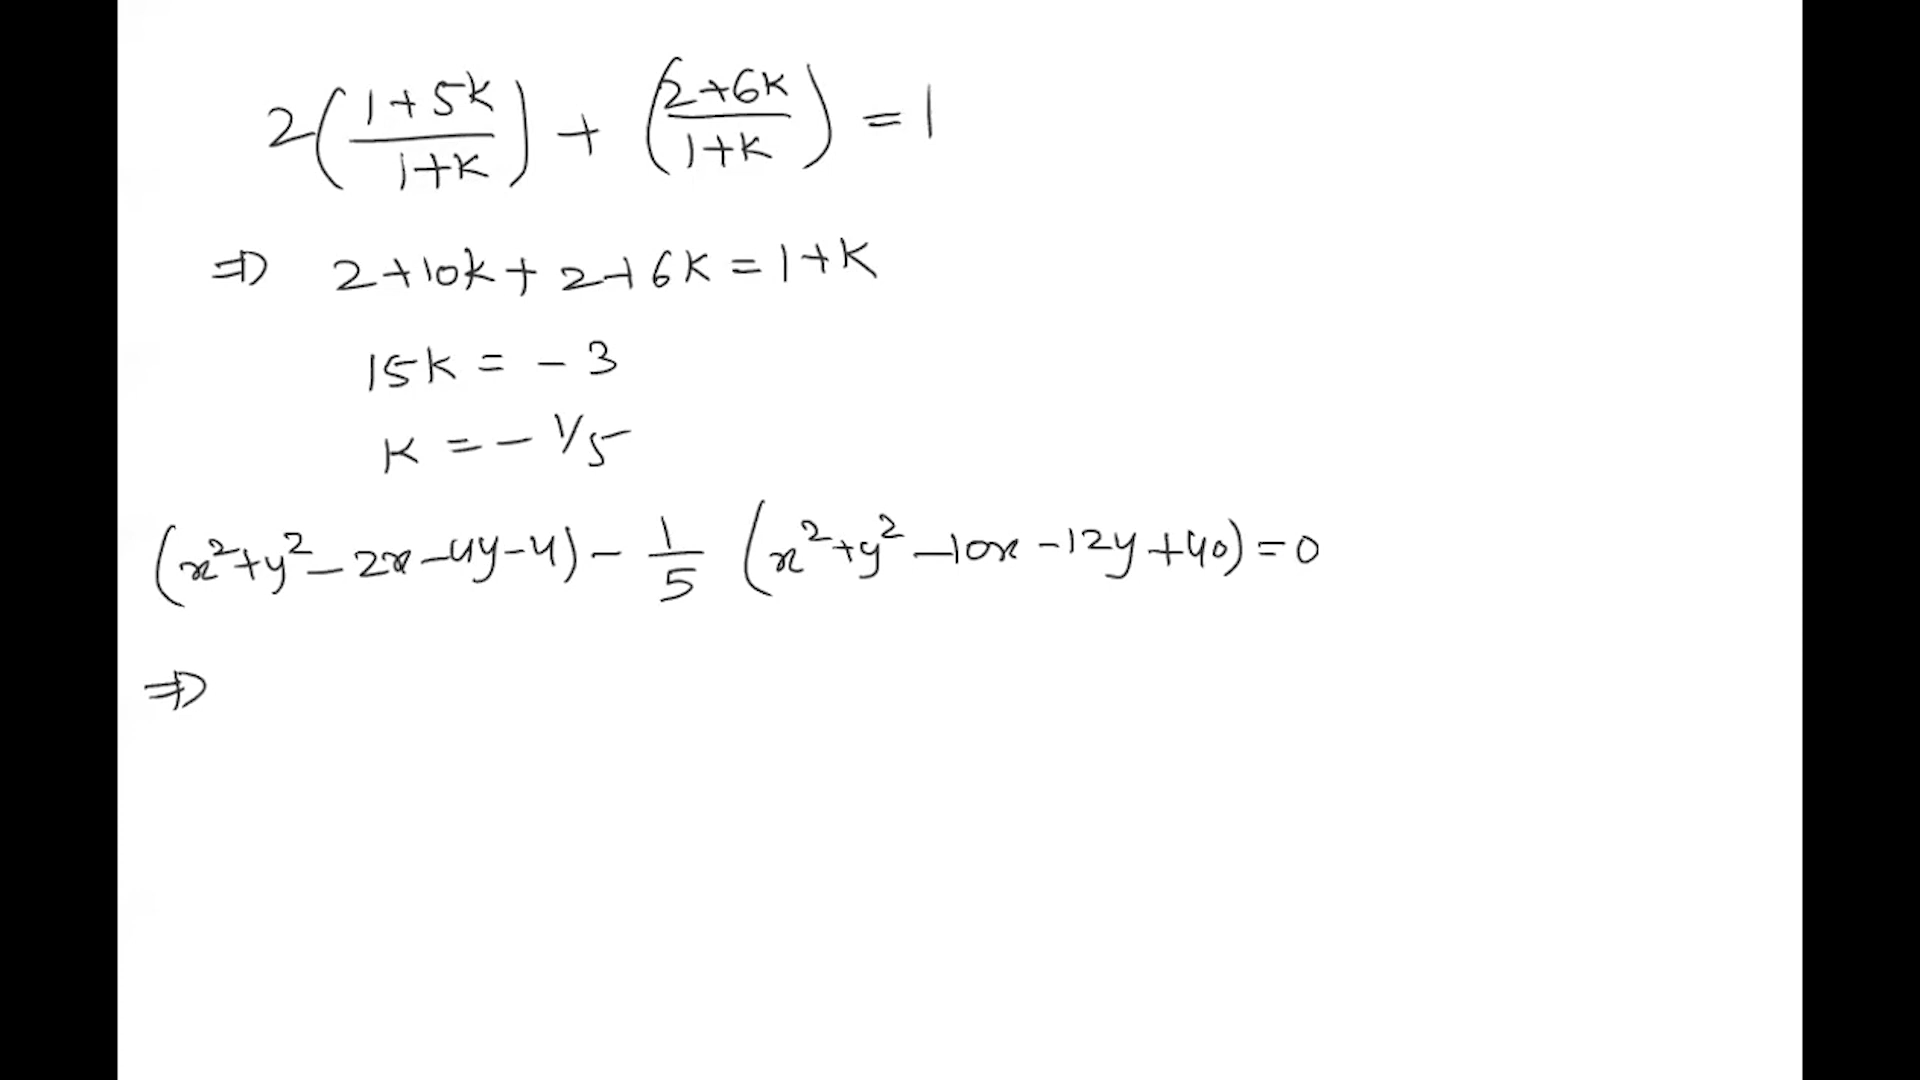 2(1+5k/1+k) + (2+6k/1+k) = 1
⇒ 2+10k+2+6k = 1+k
15k = -3
k = -1/5
(x²+y²-2x-4y-4) - 1/5 (x²+y²-10x-12y+40) = 0
⇒